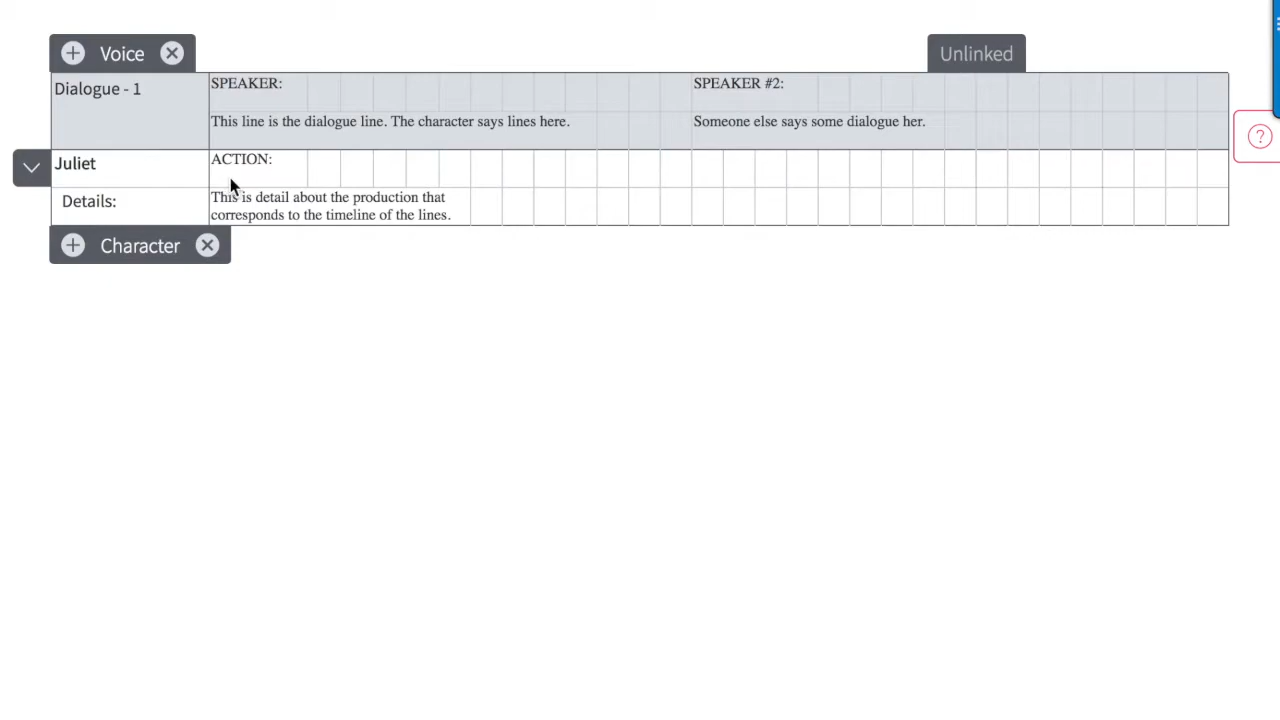 Voice
Unlinked
Dialogue - 1
SPEAKER:
SPEAKER #2:
This line is the dialogue line. The character says lines here.
Someone else says some dialogue her.
Juliet
ACTION:
Details:
This is detail about the production that
corresponds to the timeline of the lines.
Character